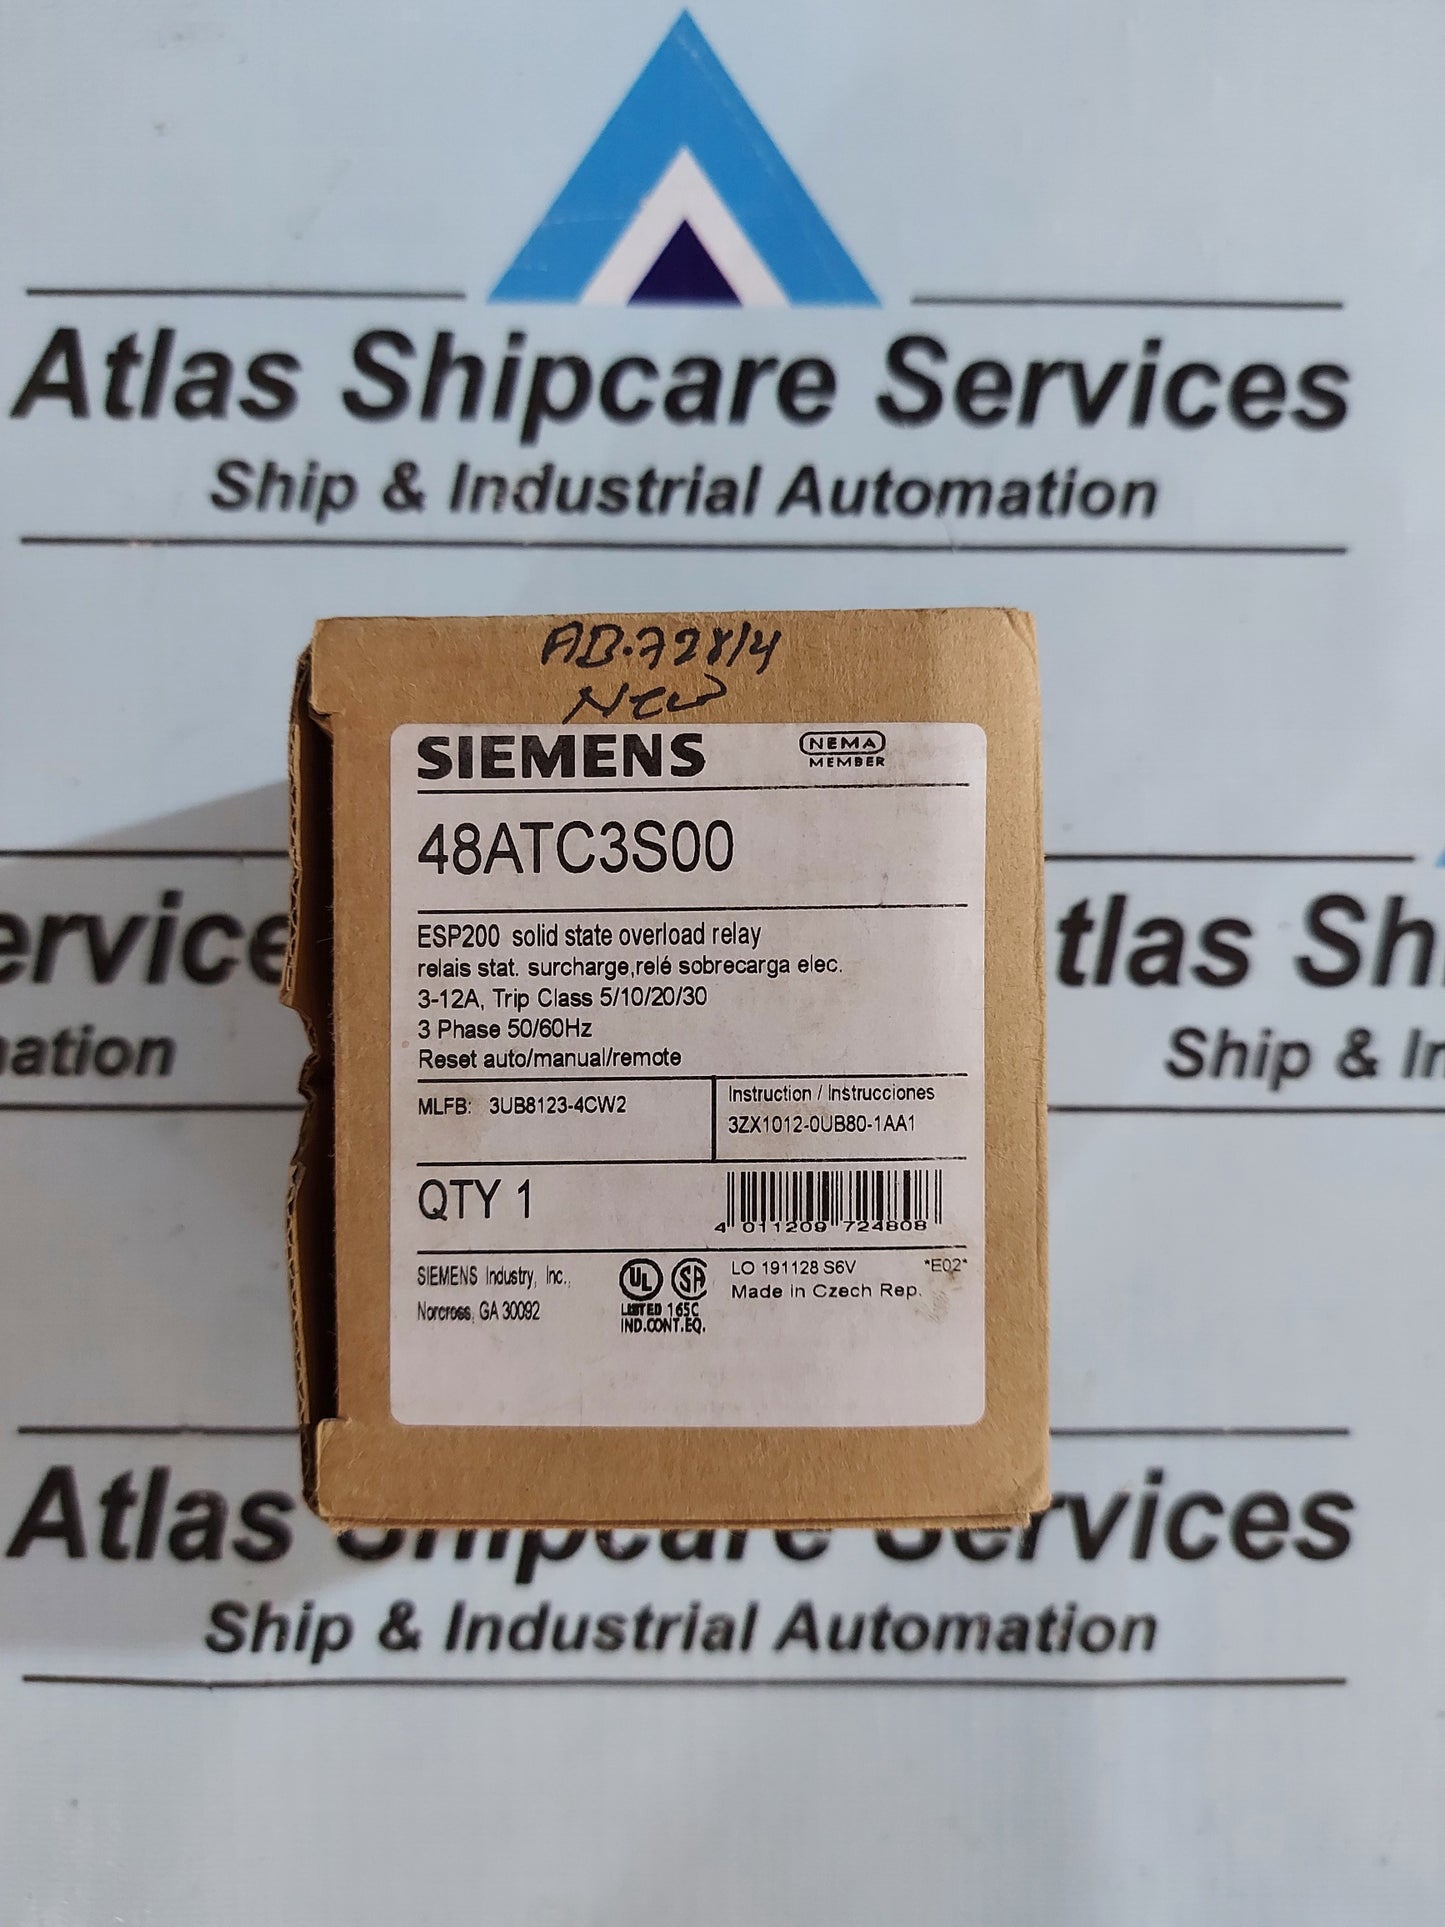 Atlas Shipcare Services
Ship & Industrial Automation
AB.728/4
New
SIEMENS
NEMA
MEMBER
48ATC3S00
ESP200 solid state overload relay
relais stat. surcharge,relé sobrecarga elec.
3-12A, Trip Class 5/10/20/30
3 Phase 50/60Hz
Reset auto/manual/remote
MLFB: 3UB8123-4CW2
Instruction / Instrucciones
3ZX1012-0UB80-1AA1
QTY 1
4 011209 724808
SIEMENS Industry, Inc.,
Norcross, GA 30092
UL
SA
LISTED 165C
IND.CONT.EQ.
LO 191128 S6V
*E02*
Made in Czech Rep.
ervice
mation
tlas Sh
Ship & In
Atlas Shipcare Services
Ship & Industrial Automation